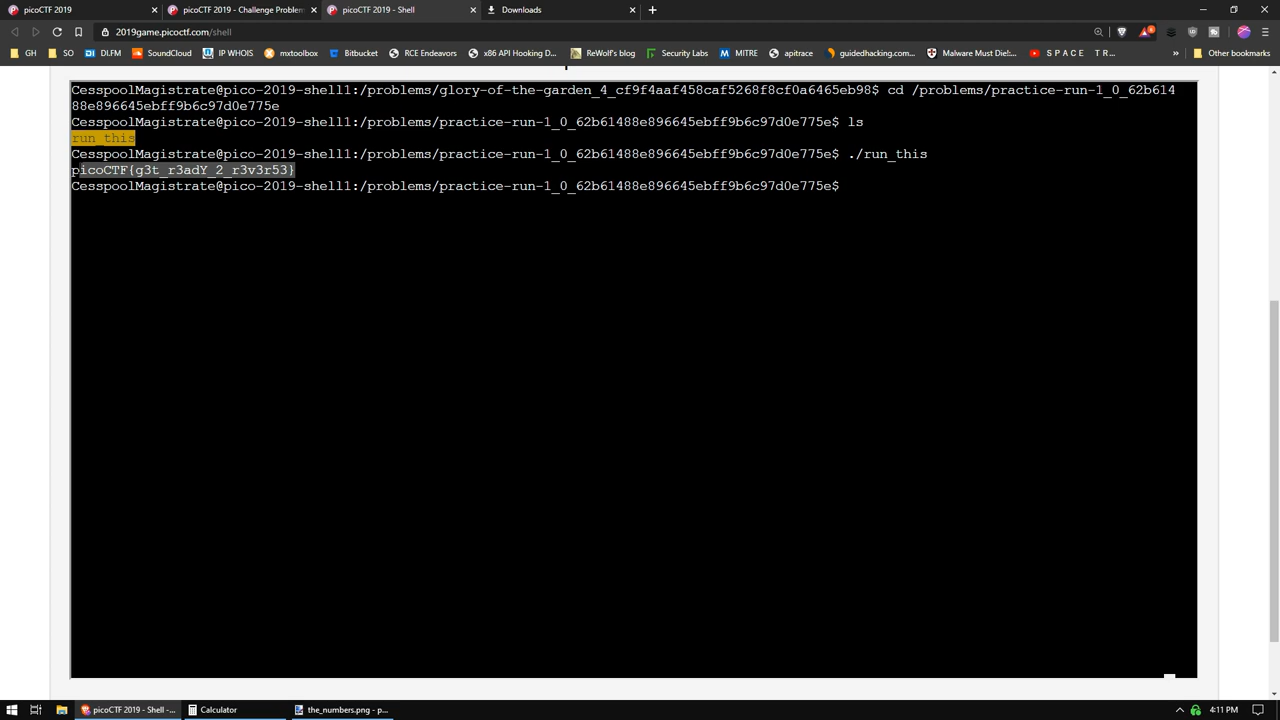 picoCTF 2019
picoCTF - Challenge Problem
picoCTF 2019 - Shell
Downloads
2019game.picoctf.com/shell
GH
SO
DLFM
SoundCloud
IP WHOIS
mxtoolbox
Bitbucket
RCE Endeavors
x86 API Hooking D...
ReWolf's blog
Security Labs
MITRE
apitrace
guidedhacking.com...
Malware Must Die!:...
S P A C E T R...
Other bookmarks
CesspoolMagistrate@pico-2019-shell1:/problems/glory-of-the-garden_4_cf9f4aaf458caf5268f8cf0a6465eb98$ cd /problems/practice-run-1_0_62b614
88e896645ebff9b6c97d0e775e
CesspoolMagistrate@pico-2019-shell1:/problems/practice-run-1_0_62b61488e896645ebff9b6c97d0e775e$ ls
run_this
CesspoolMagistrate@pico-2019-shell1:/problems/practice-run-1_0_62b61488e896645ebff9b6c97d0e775e$ ./run_this
picoCTF{g3t_r3adY_2_r3v3r53}
CesspoolMagistrate@pico-2019-shell1:/problems/practice-run-1_0_62b61488e896645ebff9b6c97d0e775e$
picoCTF 2019 - Shell -...
Calculator
the_numbers.png - p...
4:11 PM